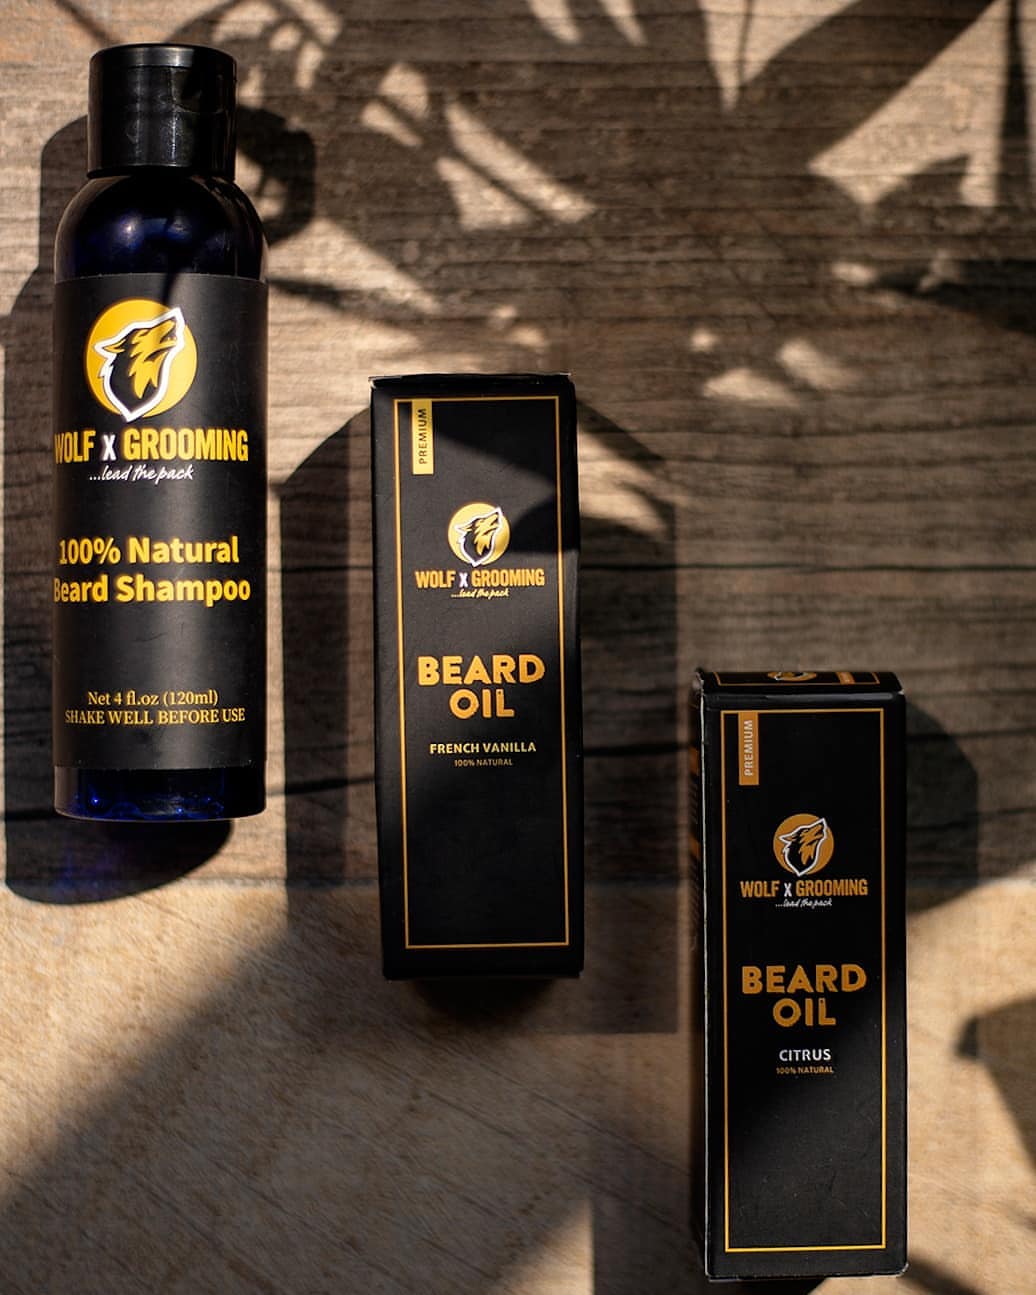 WOLF X GROOMING
...lead the pack
100% Natural
Beard Shampoo
Net 4 fl.oz (120ml)
SHAKE WELL BEFORE USE
PREMIUM
WOLF X GROOMING
...lead the pack
BEARD
OIL
FRENCH VANILLA
100% NATURAL
PREMIUM
WOLF X GROOMING
...lead the pack
BEARD
OIL
CITRUS
100% NATURAL